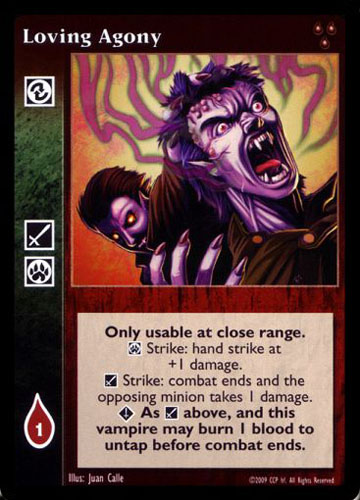 Loving Agony
Only usable at close range.
Strike: hand strike at
+1 damage.
Strike: combat ends and the
opposing minion takes 1 damage.
As above, and this
vampire may burn 1 blood to
untap before combat ends.
1
Illus: Juan Calle
©2009 CCP hf. All Rights Reserved